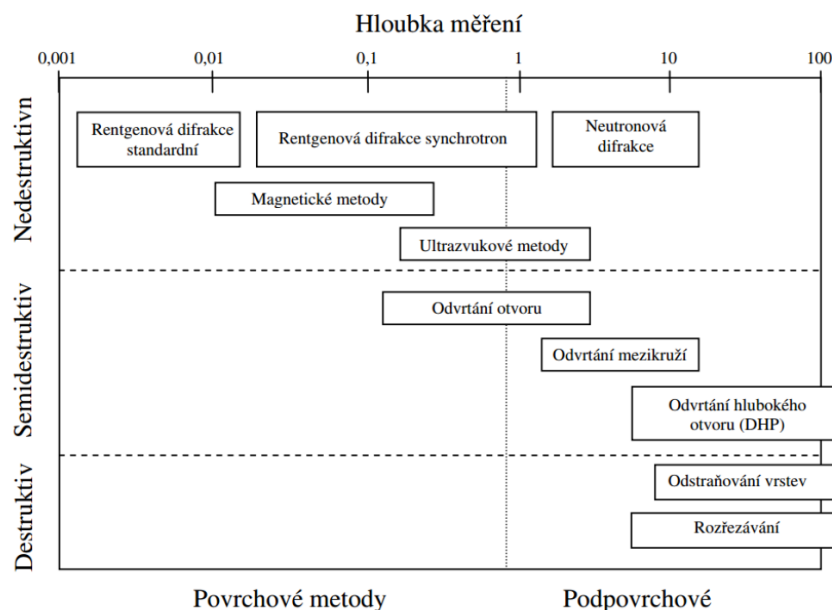 Hloubka měření
0,001 0,01 0,1 1 10 100
Nedestruktivn
Rentgenová difrakce
standardní
Rentgenová difrakce synchrotron
Neutronová
difrakce
Magnetické metody
Ultrazvukové metody
Semidestruktiv
Odvrtání otvoru
Odvrtání mezikruží
Odvrtání hlubokého
otvoru (DHP)
Destruktiv
Odstraňování vrstev
Rozřezávání
Povrchové metody
Podpovrchové